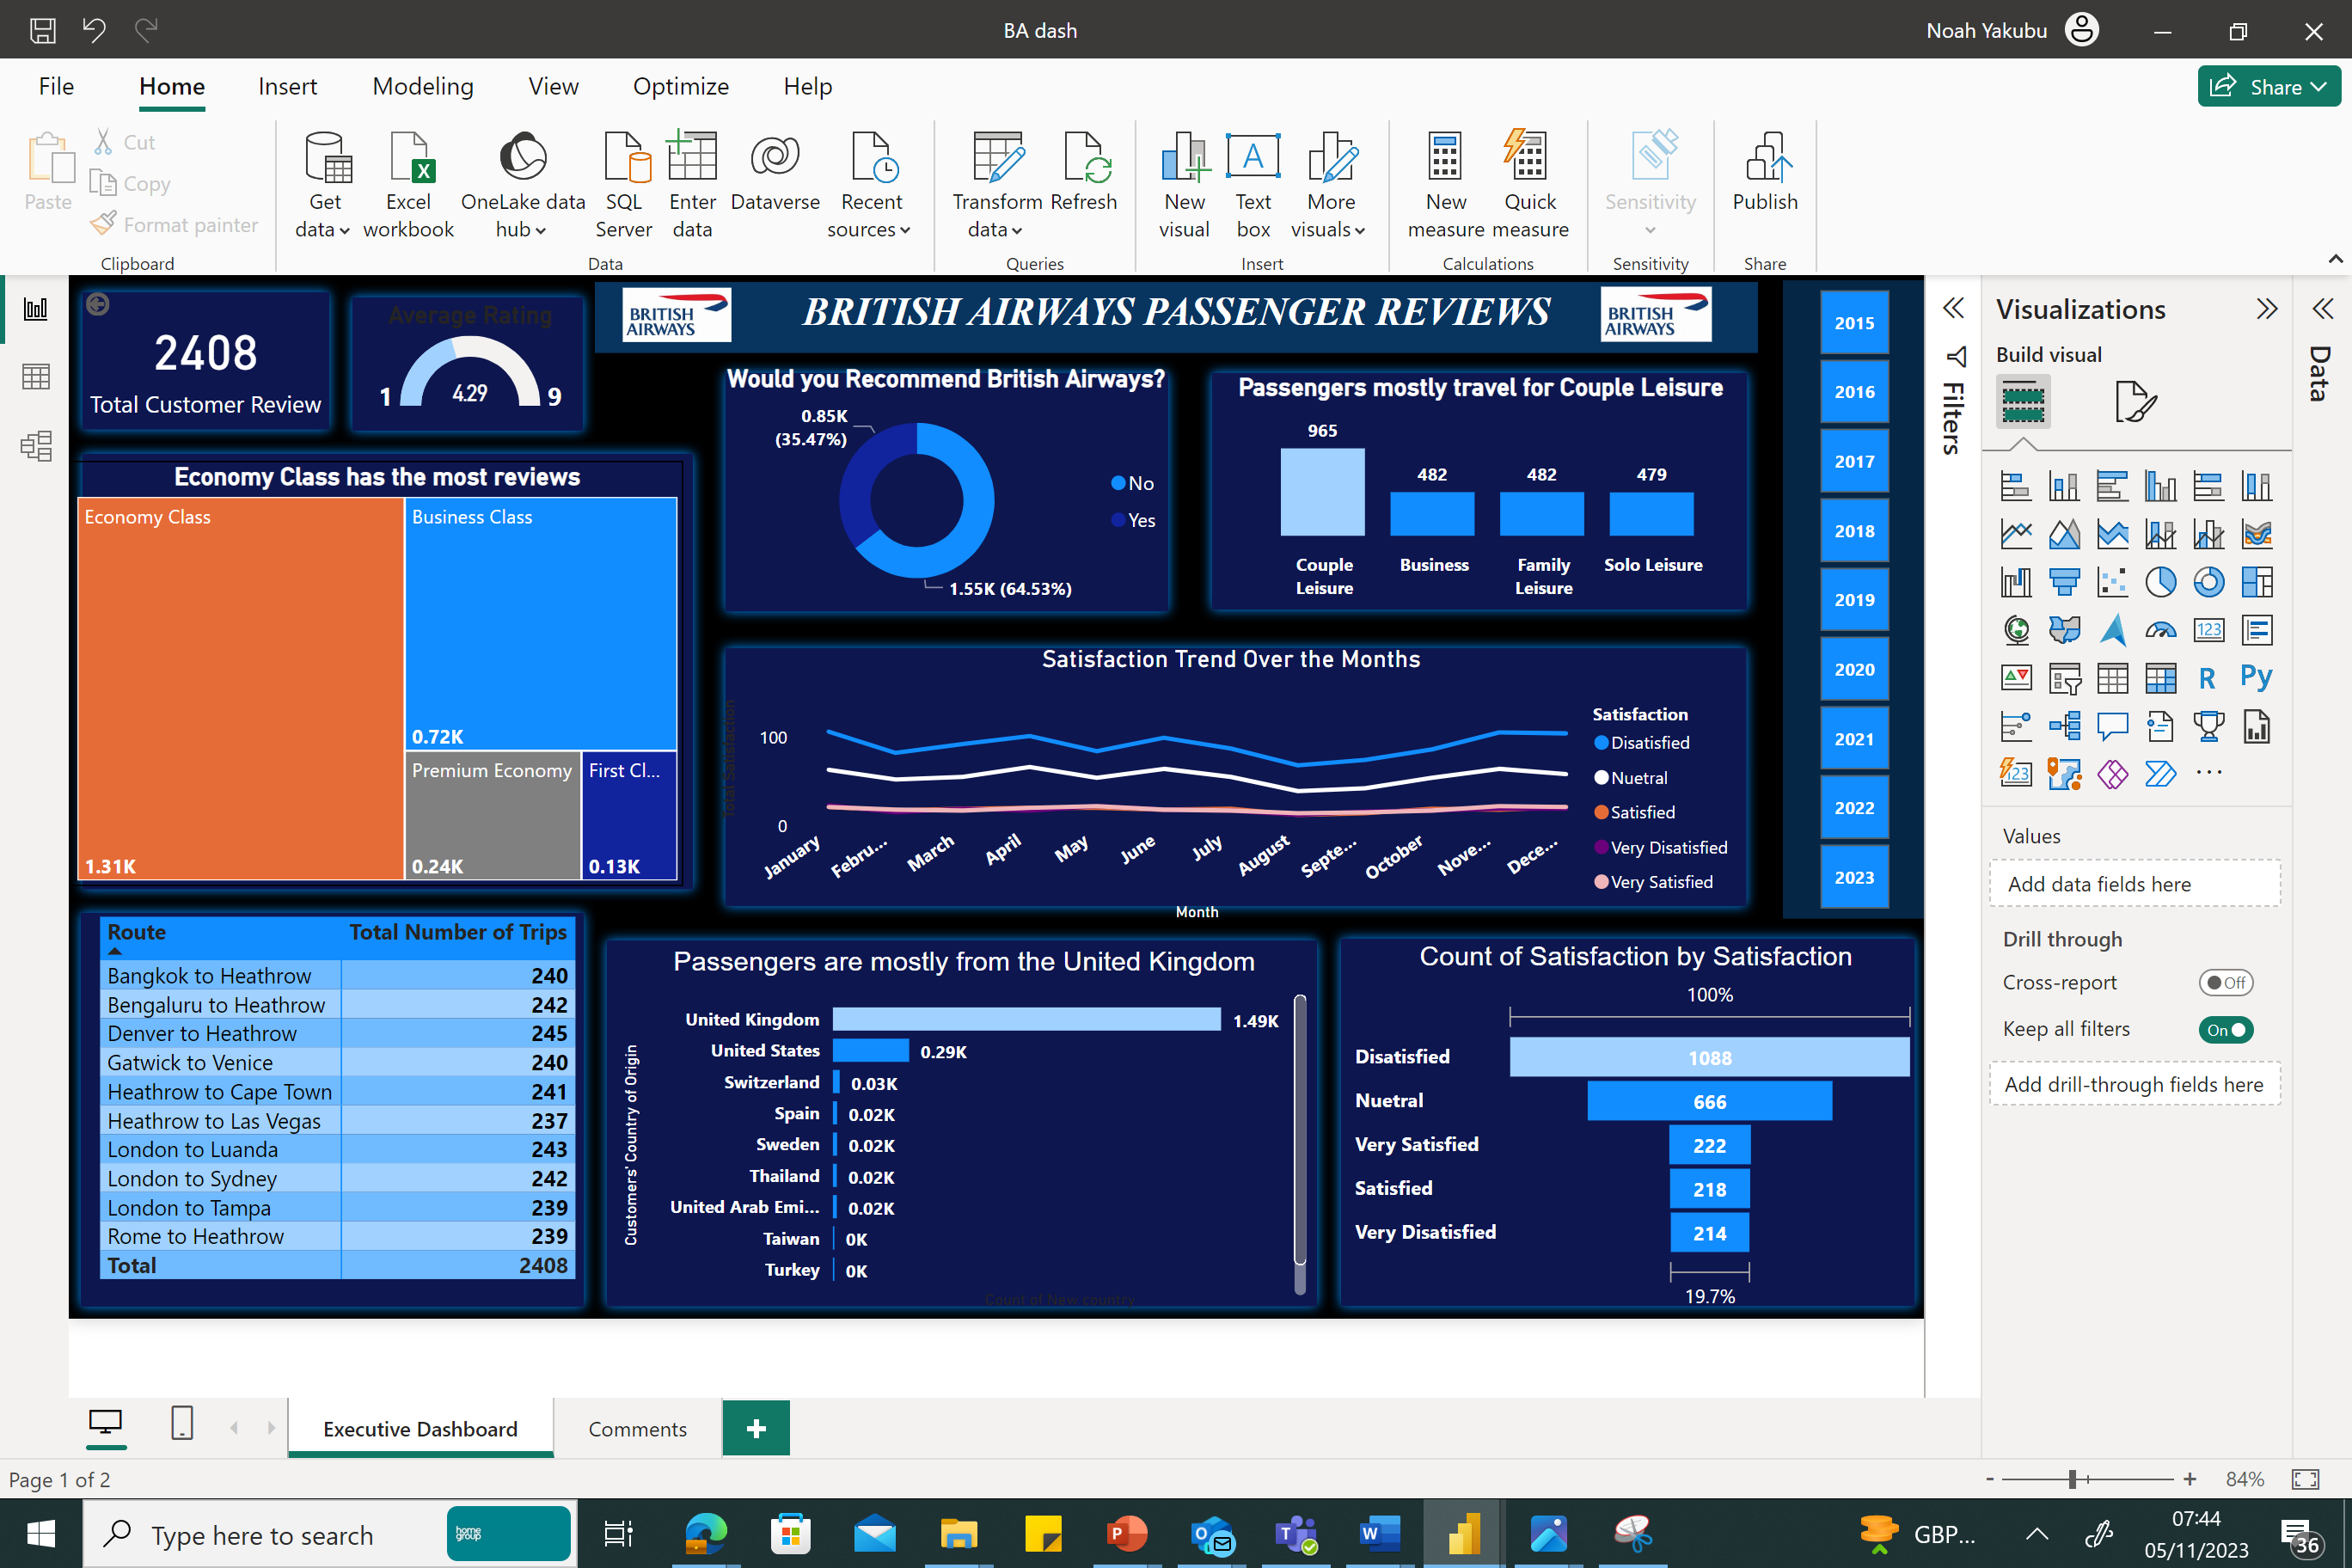 BA dash
Noah Yakubu
File
Home
Insert
Modeling
View
Optimize
Help
Share
Paste
Cut
Copy
Format painter
Clipboard
Get data
Excel workbook
OneLake data hub
SQL Server
Enter data
Dataverse
Recent sources
Data
Transform data
Refresh
Queries
New visual
Text box
More visuals
Insert
New measure
Quick measure
Calculations
Sensitivity
Sensitivity
Publish
Share
2408
Total Customer Review
Average Rating
1
4.29
9
BRITISH AIRWAYS
BRITISH AIRWAYS PASSENGER REVIEWS
BRITISH AIRWAYS
Would you Recommend British Airways?
0.85K
(35.47%)
No
Yes
1.55K (64.53%)
Passengers mostly travel for Couple Leisure
965
482
482
479
Couple Leisure
Business
Family Leisure
Solo Leisure
2015
2016
2017
2018
2019
2020
2021
2022
2023
Economy Class has the most reviews
Economy Class
1.31K
Business Class
0.72K
Premium Economy
0.24K
First Cl...
0.13K
Satisfaction Trend Over the Months
Total Satisfaction
100
0
January
Febru...
March
April
May
June
July
August
Septe...
October
Nove...
Dece...
Month
Satisfaction
Disatisfied
Nuetral
Satisfied
Very Disatisfied
Very Satisfied
Route Total Number of Trips
Bangkok to Heathrow 240
Bengaluru to Heathrow 242
Denver to Heathrow 245
Gatwick to Venice 240
Heathrow to Cape Town 241
Heathrow to Las Vegas 237
London to Luanda 243
London to Sydney 242
London to Tampa 239
Rome to Heathrow 239
Total 2408
Passengers are mostly from the United Kingdom
Customers' Country of Origin
United Kingdom 1.49K
United States 0.29K
Switzerland 0.03K
Spain 0.02K
Sweden 0.02K
Thailand 0.02K
United Arab Emi... 0.02K
Taiwan 0K
Turkey 0K
Count of New country
Count of Satisfaction by Satisfaction
100%
Disatisfied 1088
Nuetral 666
Very Satisfied 222
Satisfied 218
Very Disatisfied 214
19.7%
Filters
Visualizations
Build visual
Data
123
R
Py
123
Values
Add data fields here
Drill through
Cross-report
Off
Keep all filters
On
Add drill-through fields here
Executive Dashboard
Comments
+
Page 1 of 2
- + 84%
Type here to search
home group
GBP...
07:44
05/11/2023
36